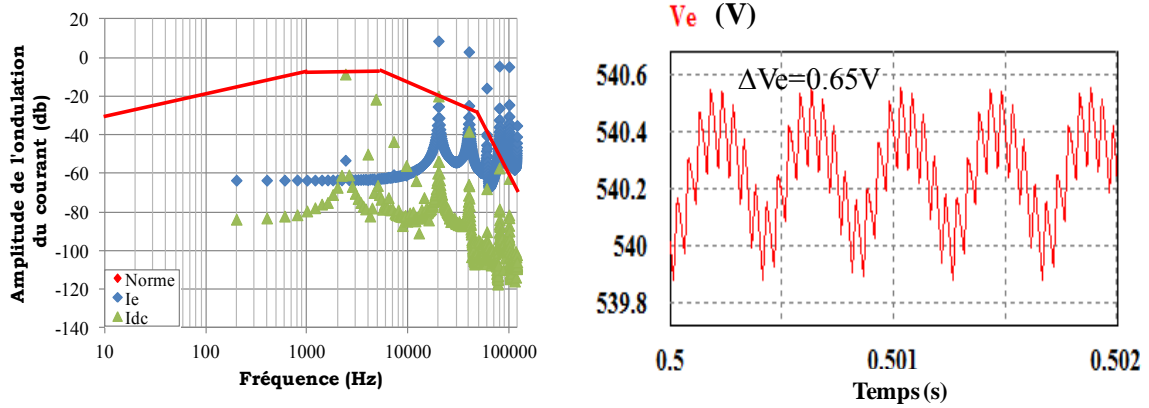 Amplitude de l'ondulation
du courant (db)
20
0
-20
-40
-60
-80
-100
-120
-140
Norme
Ie
Idc
10 100 1000 10000 100000
Fréquence (Hz)
Ve (V)
ΔVe=0.65V
540.6
540.4
540.2
540
539.8
0.5 0.501 0.502
Temps (s)